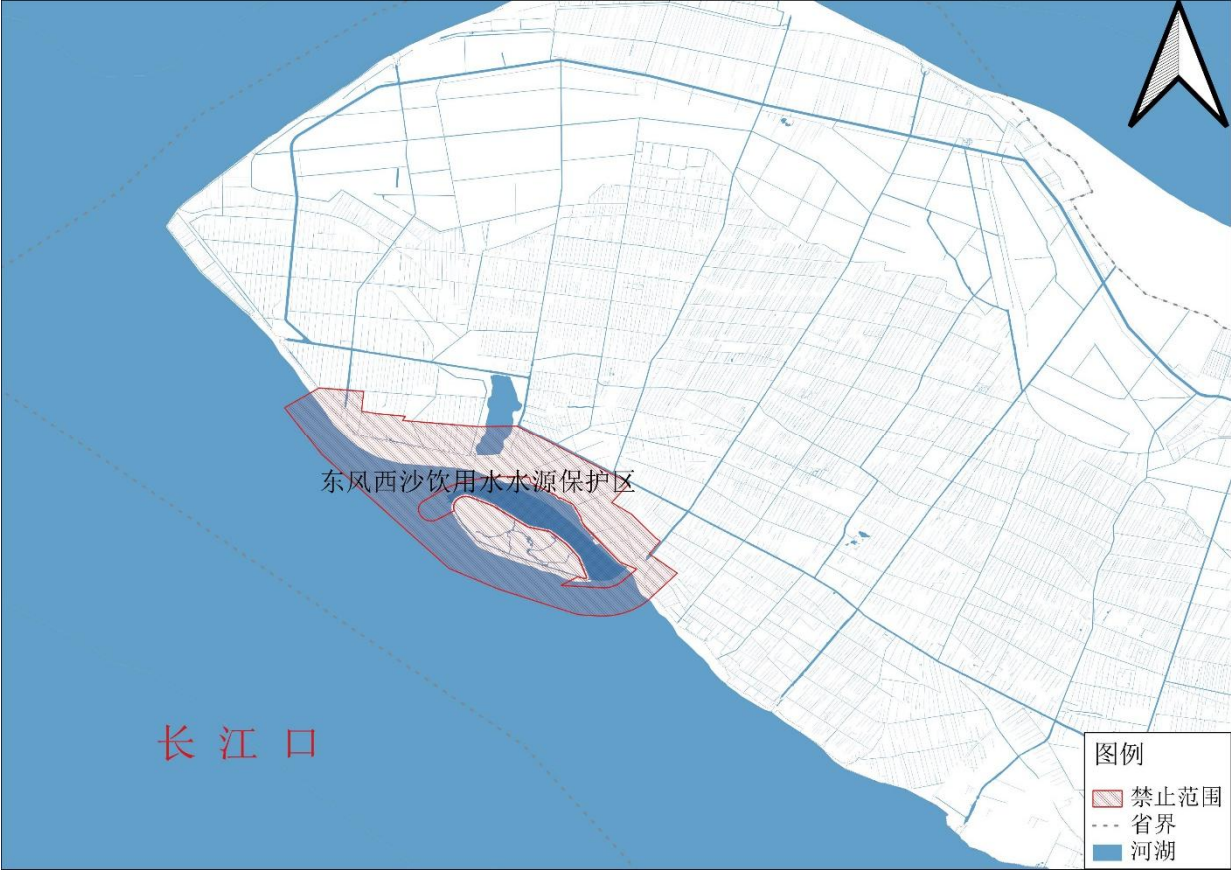 东风西沙饮用水水源保护区
长江口
图例
禁止范围
省界
河湖